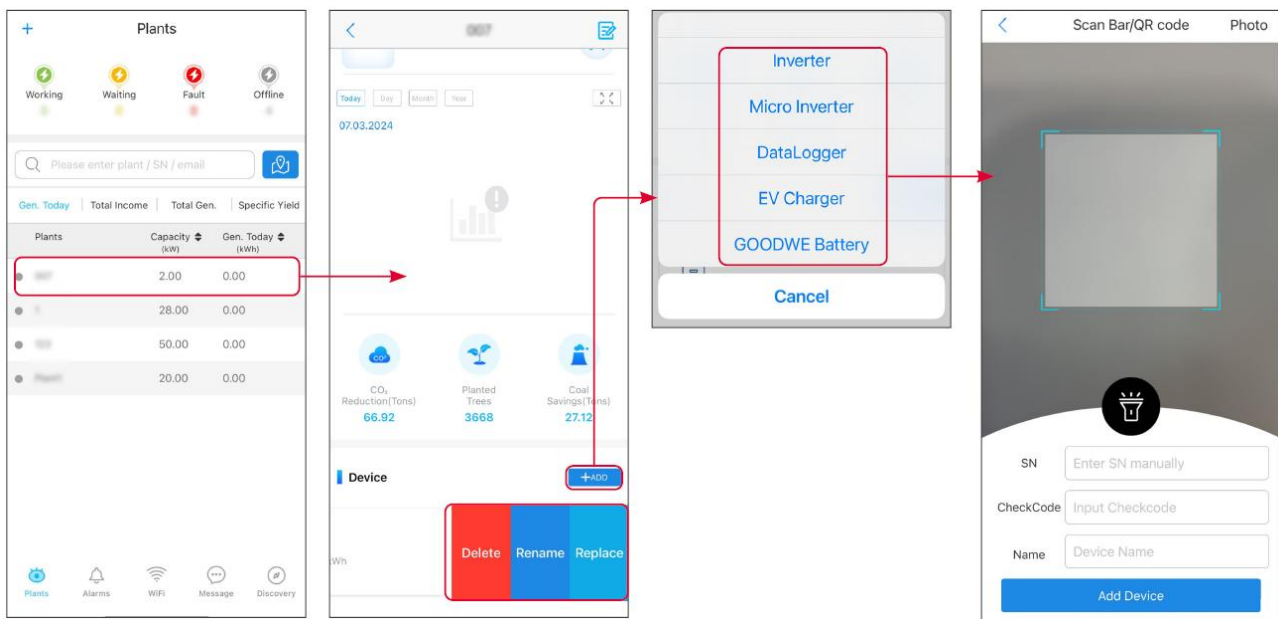 Plants
Working
Waiting
Fault
Offline
Please enter plant / SN / email
Gen. Today
Total Income
Total Gen.
Specific Yield
Plants
Capacity
(kW)
Gen. Today
(kWh)
2.00 0.00
28.00 0.00
50.00 0.00
20.00 0.00
Plants
Alarms
WiFi
Message
Discovery
007
Today
Day
Month
Year
07.03.2024
CO₂
CO₂
Reduction(Tons)
66.92
Planted
Trees
3668
Coal
Savings(Tons)
27.12
Device
+ADD
Delete
Rename
Replace
Inverter
Micro Inverter
DataLogger
EV Charger
GOODWE Battery
Cancel
Scan Bar/QR code
Photo
SN
Enter SN manually
CheckCode
Input Checkcode
Name
Device Name
Add Device